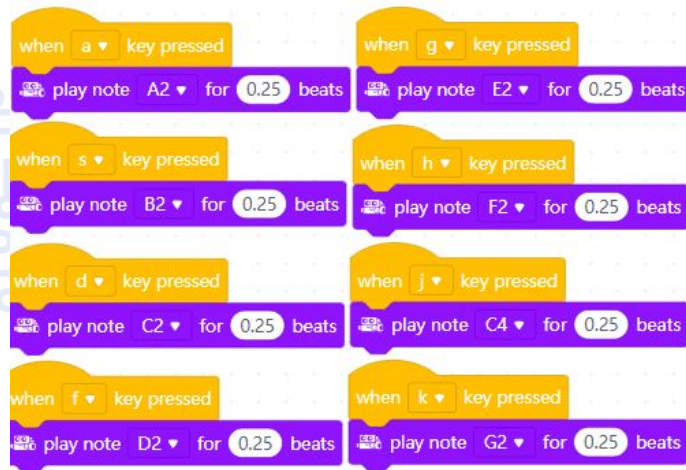 when a key pressed
play note A2 for 0.25 beats
when s key pressed
play note B2 for 0.25 beats
when d key pressed
play note C2 for 0.25 beats
when f key pressed
play note D2 for 0.25 beats
when g key pressed
play note E2 for 0.25 beats
when h key pressed
play note F2 for 0.25 beats
when j key pressed
play note C4 for 0.25 beats
when k key pressed
play note G2 for 0.25 beats